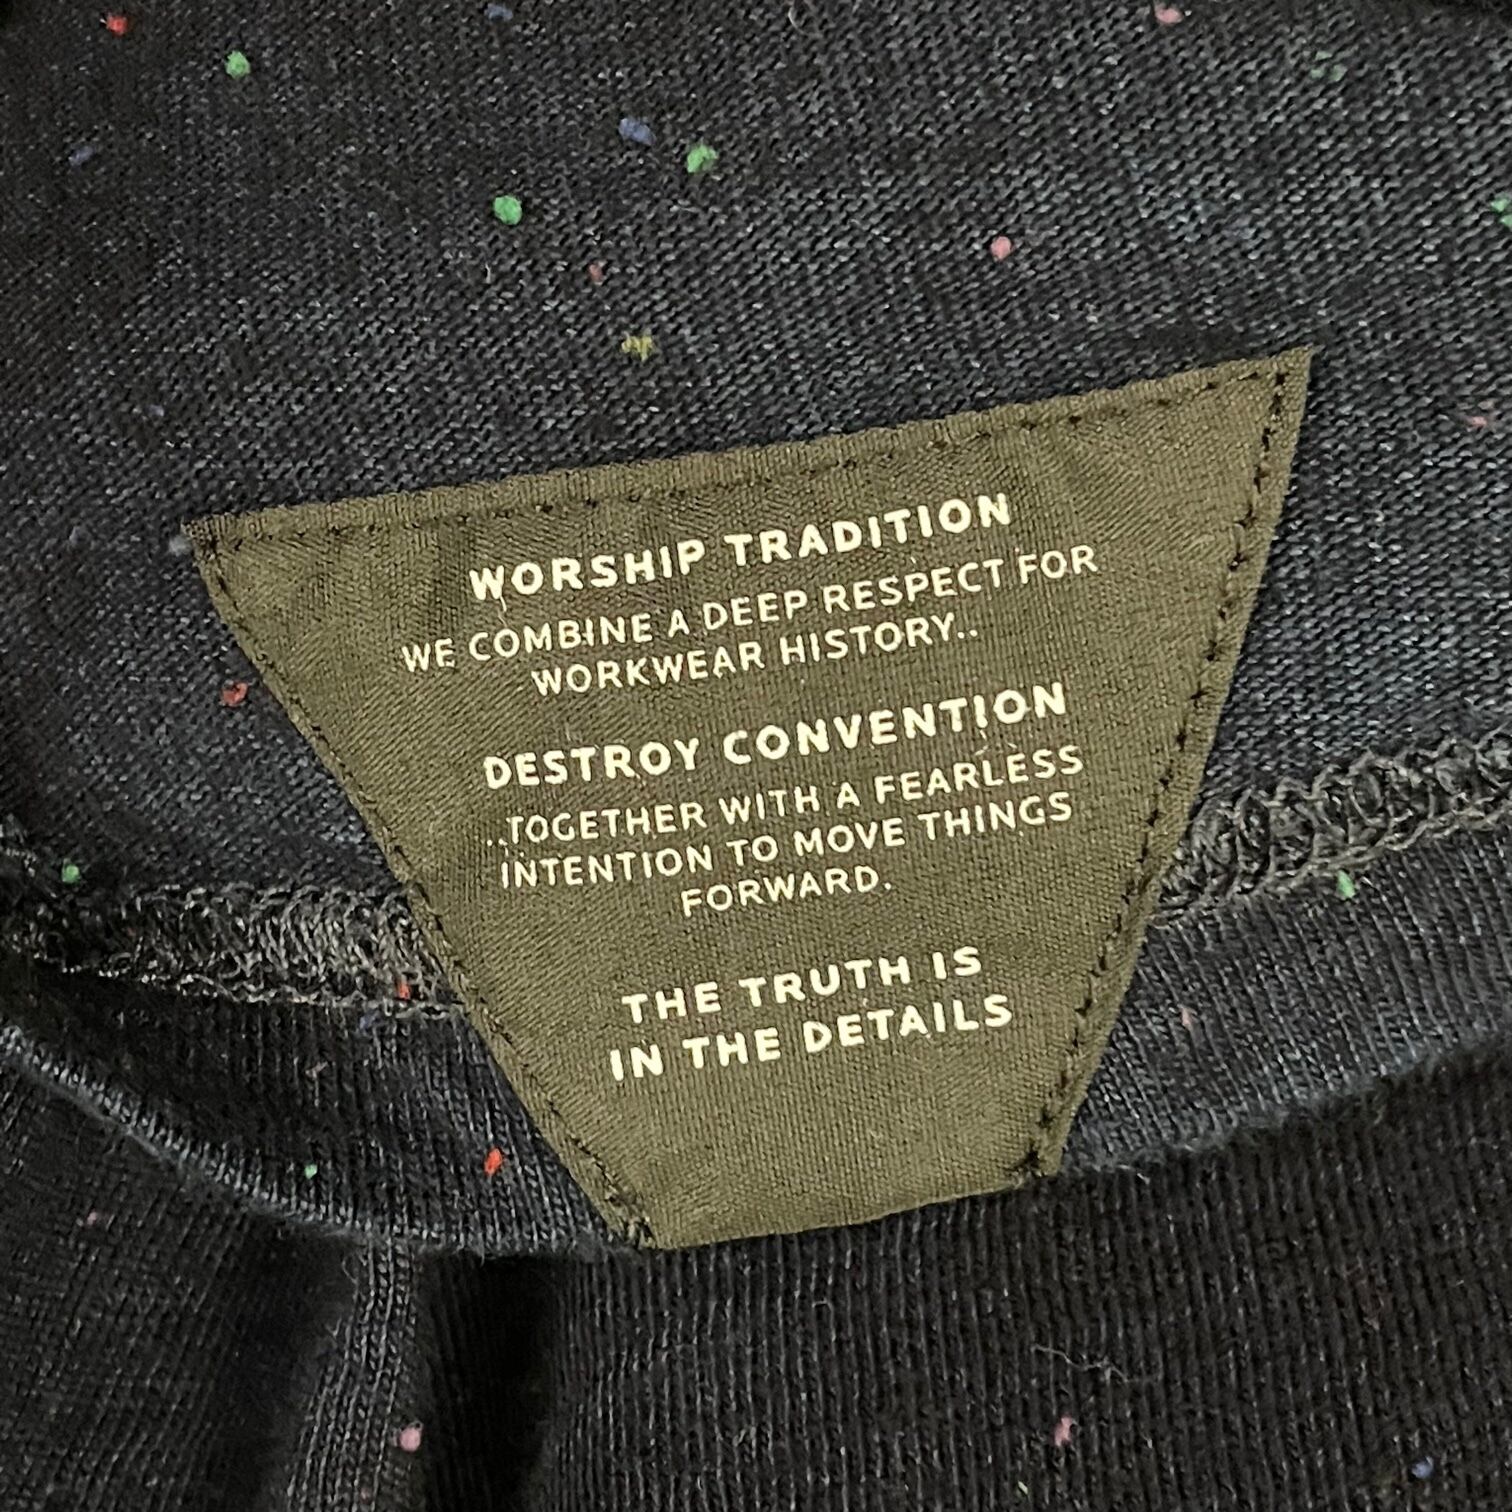 WORSHIP TRADITION
WE COMBINE A DEEP RESPECT FOR
WORKWEAR HISTORY..
DESTROY CONVENTION
..TOGETHER WITH A FEARLESS
INTENTION TO MOVE THINGS
FORWARD.
THE TRUTH IS
IN THE DETAILS